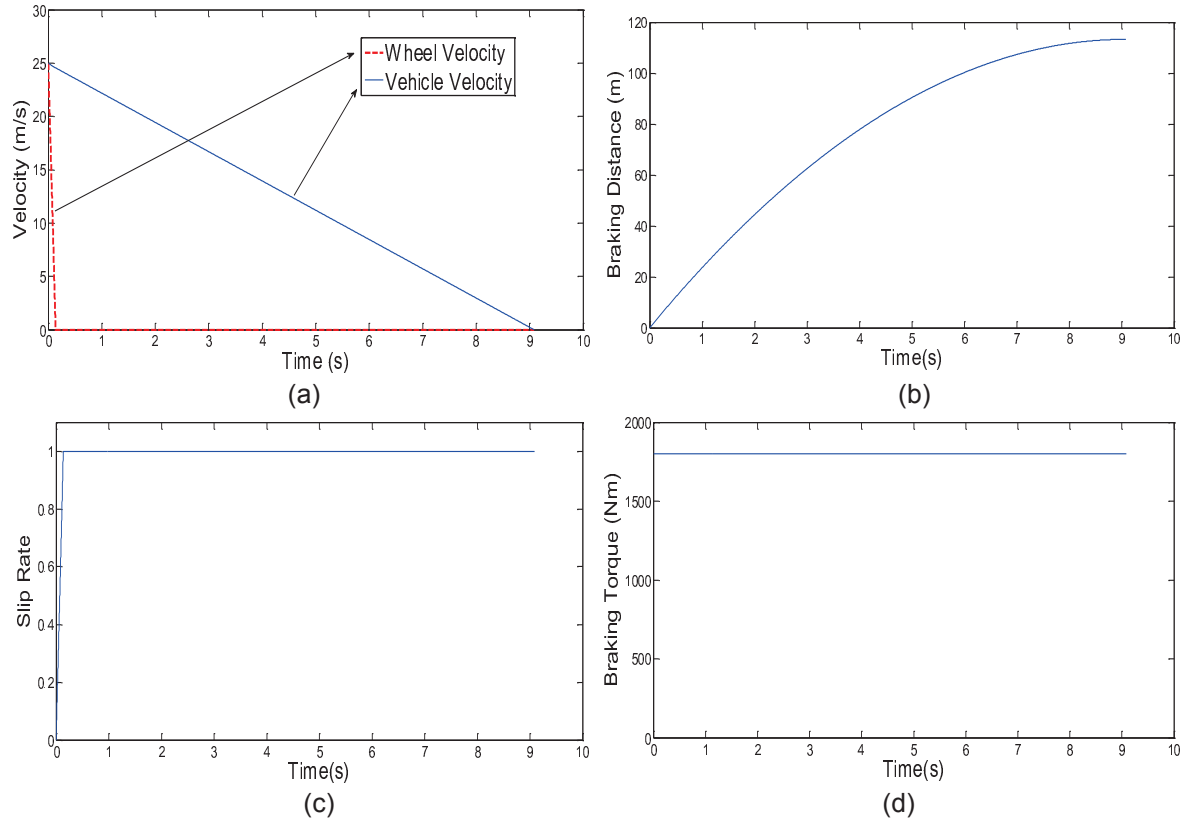 30
25
20
15
10
5
0
Velocity (m/s)
Wheel Velocity
Vehicle Velocity
0 1 2 3 4 5 6 7 8 9 10
Time (s)
(a)
120
100
80
60
40
20
0
Braking Distance (m)
0 1 2 3 4 5 6 7 8 9 10
Time(s)
(b)
1
0.8
0.6
0.4
0.2
0
Slip Rate
0 1 2 3 4 5 6 7 8 9 10
Time(s)
(c)
2000
1500
1000
500
0
Braking Torque (Nm)
0 1 2 3 4 5 6 7 8 9 10
Time(s)
(d)